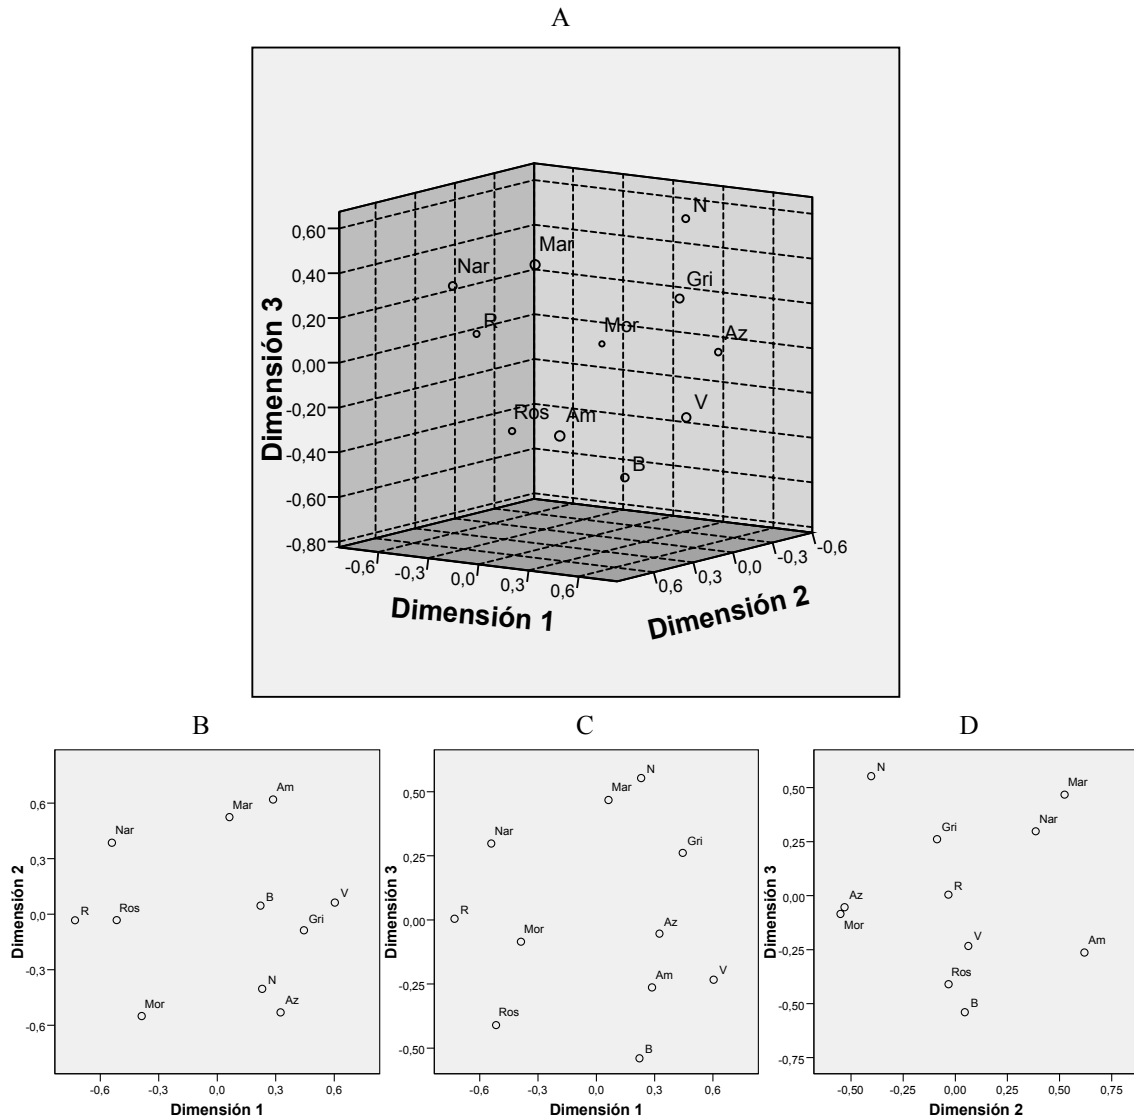 A
N
Mar
Nar
Gri
R
Mor
Az
V
Ros
Am
B
0,60
0,40
0,20
0,00
-0,20
-0,40
-0,60
-0,80
Dimensión 3
-0,6
-0,3
0,0
0,3
0,6
Dimensión 1
0,6
0,3
0,0
-0,3
-0,6
Dimensión 2
B
Am
Mar
Nar
B
V
R
Ros
Gri
N
Az
Mor
0,6
0,3
0,0
-0,3
-0,6
Dimensión 2
-0,6
-0,3
0,0
0,3
0,6
Dimensión 1
C
N
Mar
Nar
Gri
R
Mor
Az
Am
V
Ros
B
0,50
0,25
0,00
-0,25
-0,50
Dimensión 3
-0,6
-0,3
0,0
0,3
0,6
Dimensión 1
D
N
Mar
Nar
Gri
R
Az
Mor
V
Am
Ros
B
0,50
0,25
0,00
-0,25
-0,50
-0,75
Dimensión 3
-0,50
-0,25
0,00
0,25
0,50
0,75
Dimensión 2